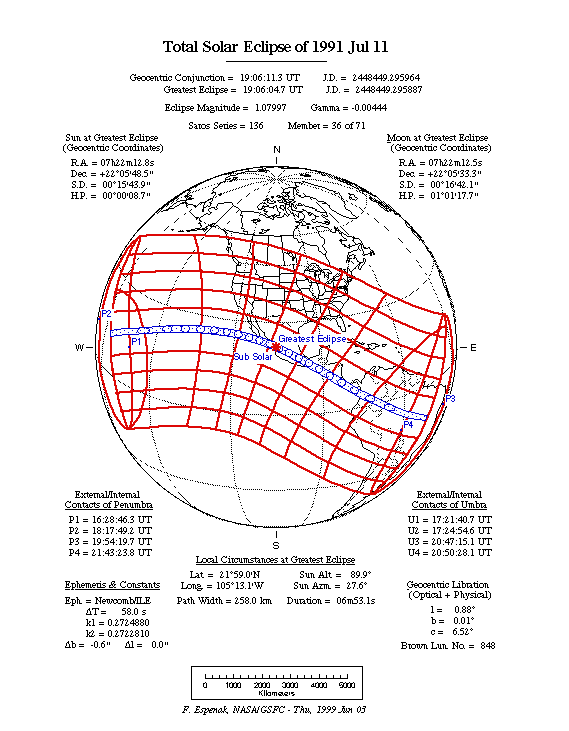 Total Solar Eclipse of 1991 Jul 11
Geocentric Conjunction = 19:06:11.3 UT J.D. = 2448449.295964
Greatest Eclipse = 19:06:04.7 UT J.D. = 2448449.295887
Eclipse Magnitude = 1.07997 Gamma = -0.00444
Saros Series = 136 Member = 36 of 71
Sun at Greatest Eclipse
(Geocentric Coordinates)
R.A. = 07h22m12.8s
Dec. = +22°05'48.5"
S.D. = 00°15'43.9"
H.P. = 00°00'08.7"
Moon at Greatest Eclipse
(Geocentric Coordinates)
R.A. = 07h22m12.5s
Dec. = +22°05'33.3"
S.D. = 00°16'42.1"
H.P. = 01°01'17.7"
N
P2
P1
W
Greatest Eclipse
Sub Solar
E
P3
P4
S
External/Internal
Contacts of Penumbra
P1 = 16:28:46.3 UT
P2 = 18:17:49.2 UT
P3 = 19:54:19.7 UT
P4 = 21:43:23.8 UT
External/Internal
Contacts of Umbra
U1 = 17:21:40.7 UT
U2 = 17:24:54.6 UT
U3 = 20:47:15.1 UT
U4 = 20:50:28.1 UT
Local Circumstances at Greatest Eclipse
Lat. = 21°59.0'N Sun Alt. = 89.9°
Long. = 105°13.1'W Sun Azm. = 27.6°
Path Width = 258.0 km Duration = 06m53.1s
Ephemeris & Constants
Eph. = Newcomb/ILE
ΔT = 58.0 s
k1 = 0.2724880
k2 = 0.2722810
Δb = -0.6" Δl = 0.0"
Geocentric Libration
(Optical + Physical)
l = 0.88°
b = 0.01°
c = 6.52°
Brown Lun. No. = 848
0 1000 2000 3000 4000 5000
Kilometers
F. Espenak, NASA/GSFC - Thu, 1999 Jun 03